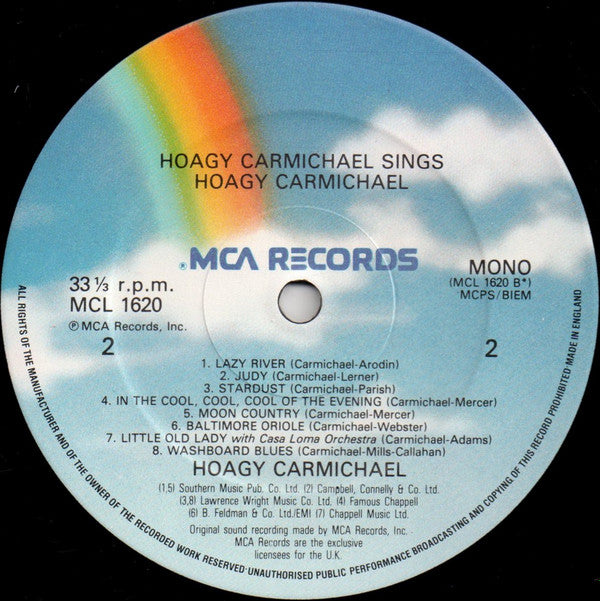 HOAGY CARMICHAEL SINGS
HOAGY CARMICHAEL
® MCA RECORDS
33 ⅓ r.p.m.
MCL 1620
℗ MCA Records, Inc.
2
MONO
(MCL 1620 B*)
MCPS/BIEM
2
1. LAZY RIVER (Carmichael-Arodin)
2. JUDY (Carmichael-Lerner)
3. STARDUST (Carmichael-Parish)
4. IN THE COOL, COOL, COOL OF THE EVENING (Carmichael-Mercer)
5. MOON COUNTRY (Carmichael-Mercer)
6. BALTIMORE ORIOLE (Carmichael-Webster)
7. LITTLE OLD LADY with Casa Loma Orchestra (Carmichael-Adams)
8. WASHBOARD BLUES (Carmichael-Mills-Callahan)
HOAGY CARMICHAEL
(1,5) Southern Music Pub. Co. Ltd. (2) Campbell, Connelly & Co. Ltd.
(3,8) Lawrence Wright Music Co. Ltd. (4) Famous Chappell
(6) B. Feldman & Co. Ltd./EMI (7) Chappell Music Ltd.
Original sound recording made by MCA Records, Inc.
MCA Records are the exclusive
licensees for the U.K.
ALL RIGHTS OF THE MANUFACTURER AND OF THE OWNER OF THE RECORDED WORK RESERVED·UNAUTHORISED PUBLIC PERFORMANCE BROADCASTING AND COPYING OF THIS RECORD PROHIBITED MADE IN ENGLAND